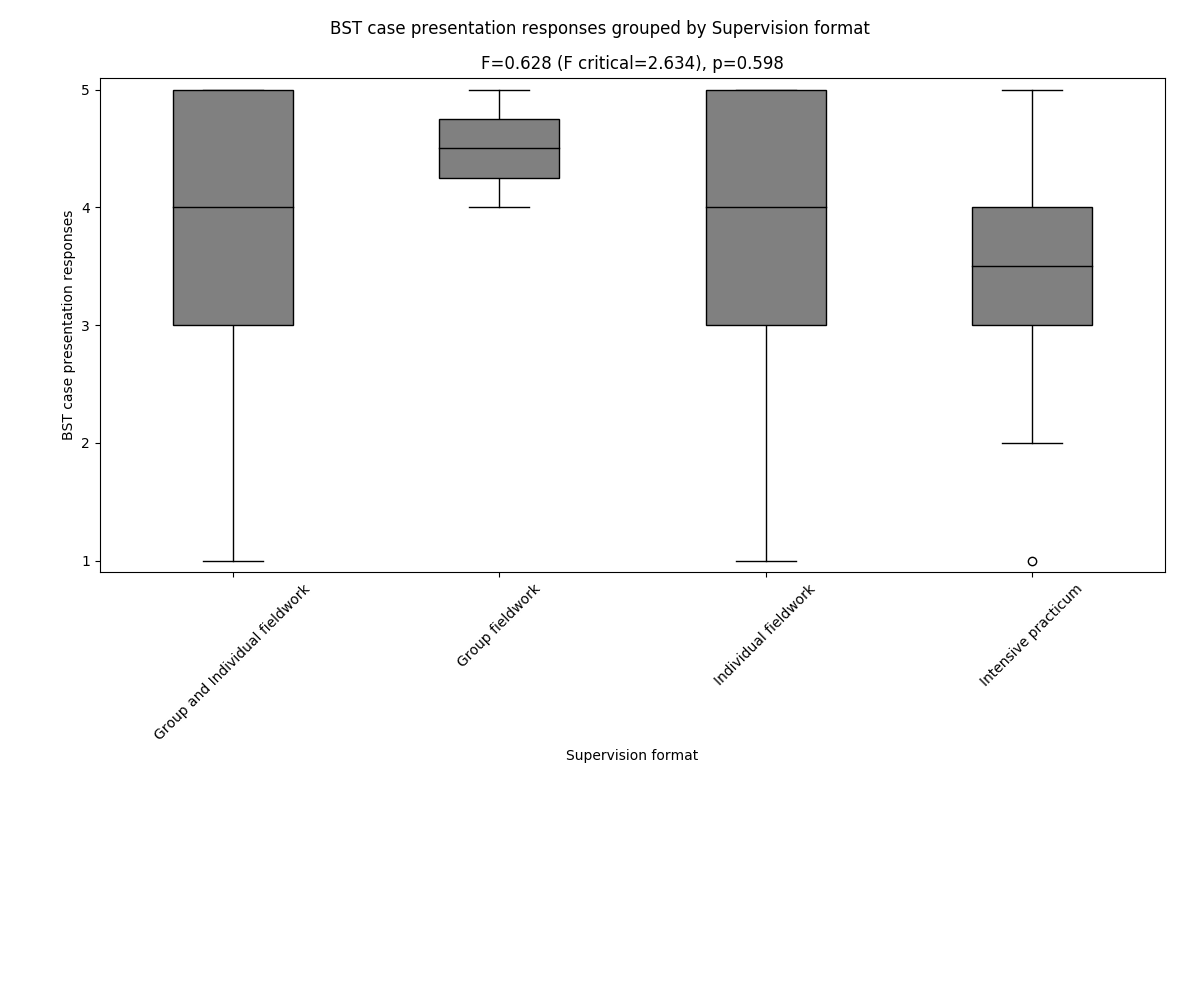 BST case presentation responses grouped by Supervision format
F=0.628 (F critical=2.634), p=0.598
BST case presentation responses
5
4
3
2
1
Group and Individual fieldwork
Group fieldwork
Individual fieldwork
Intensive practicum
Supervision format